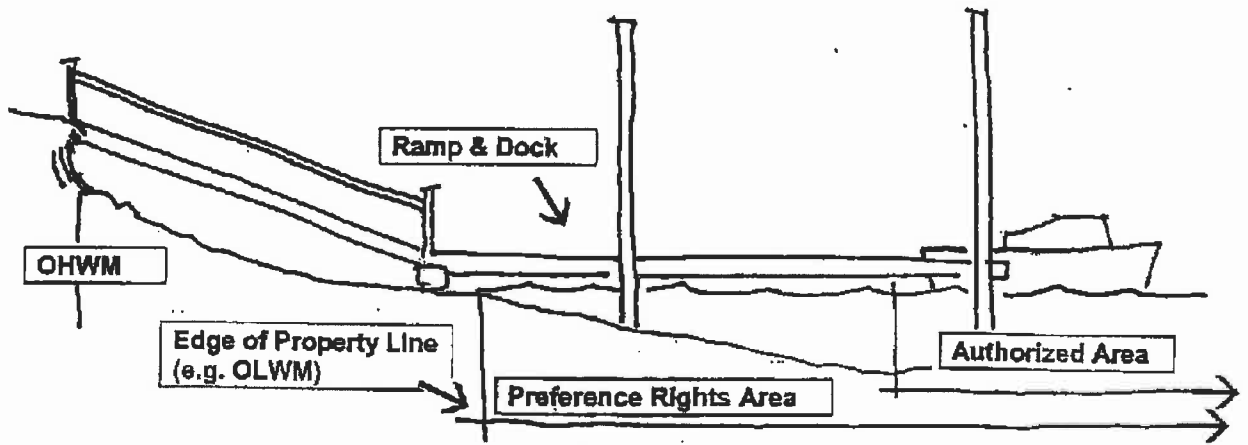 Ramp & Dock
OHWM
Edge of Property Line
(e.g. OLWM)
Authorized Area
Preference Rights Area